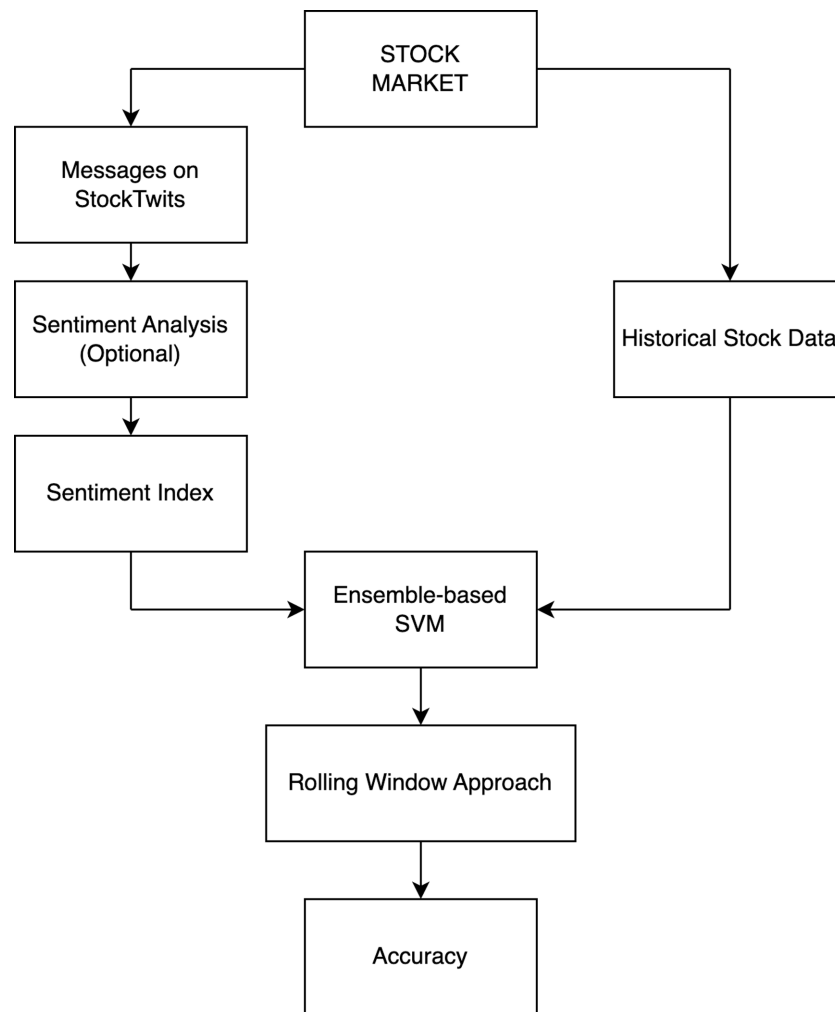 STOCK
MARKET
Messages on
StockTwits
Sentiment Analysis
(Optional)
Historical Stock Data
Sentiment Index
Ensemble-based
SVM
Rolling Window Approach
Accuracy